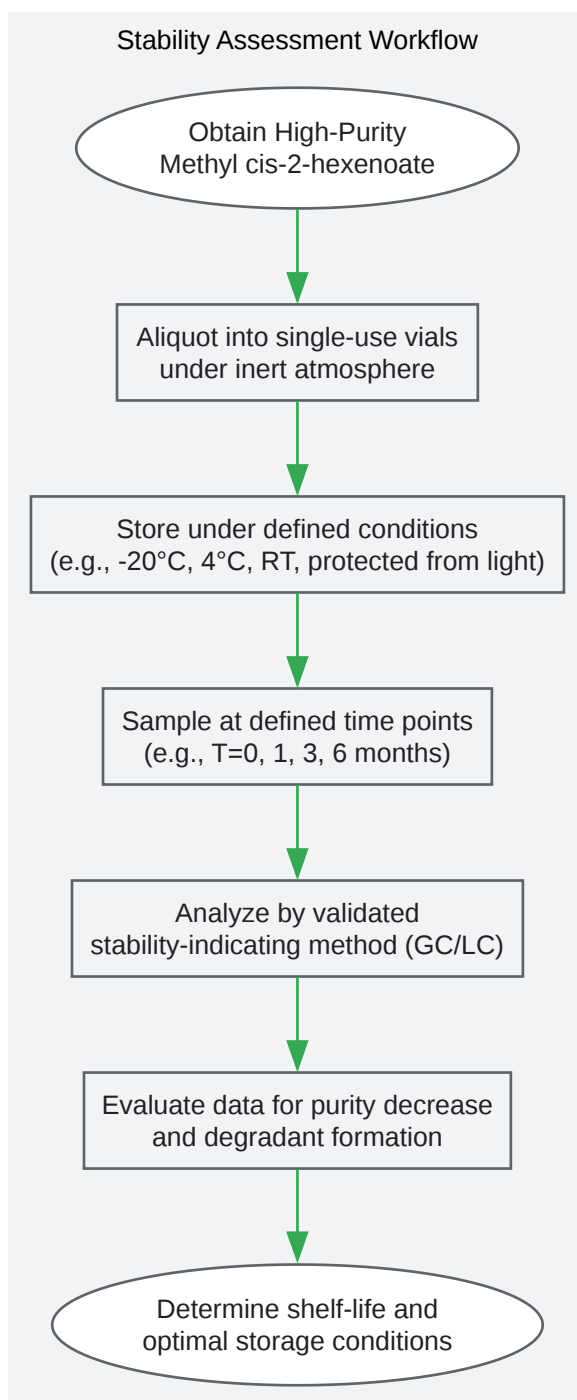 Stability Assessment Workflow
Obtain High-Purity
Methyl cis-2-hexenoate
Aliquot into single-use vials
under inert atmosphere
Store under defined conditions
(e.g., -20°C, 4°C, RT, protected from light)
Sample at defined time points
(e.g., T=0, 1, 3, 6 months)
Analyze by validated
stability-indicating method (GC/LC)
Evaluate data for purity decrease
and degradant formation
Determine shelf-life and
optimal storage conditions